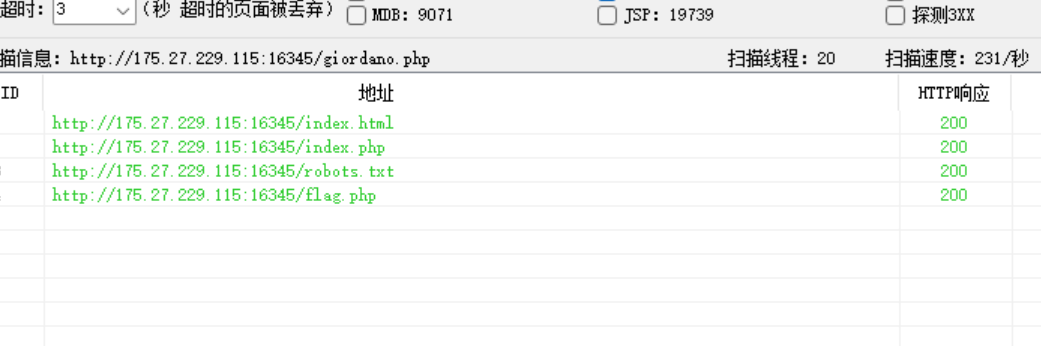 超时: 3 (秒 超时的页面被丢弃) MDB: 9071 JSP: 19739 探测3XX
描信息: http://175.27.229.115:16345/giordano.php 扫描线程: 20 扫描速度: 231/秒
ID 地址 HTTP响应
http://175.27.229.115:16345/index.html 200
http://175.27.229.115:16345/index.php 200
http://175.27.229.115:16345/robots.txt 200
http://175.27.229.115:16345/flag.php 200